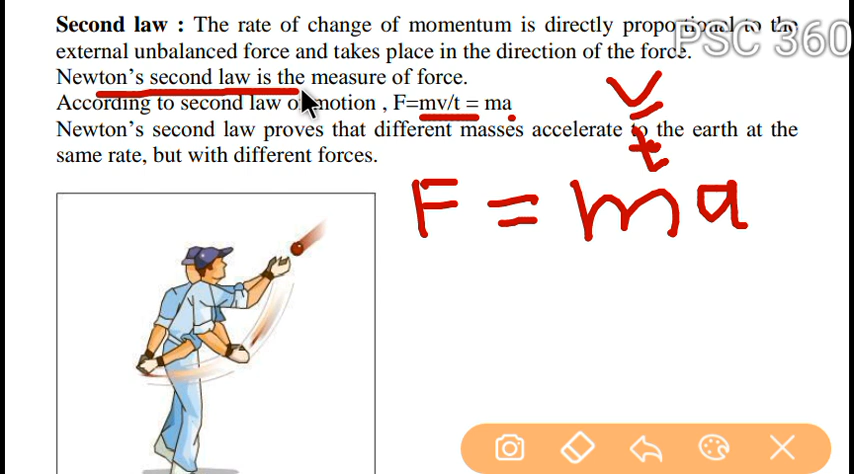 Second law : The rate of change of momentum is directly proportional to the
external unbalanced force and takes place in the direction of the force.
PSC 360
Newton's second law is the measure of force.
According to second law of motion , F=mv/t = ma
Newton's second law proves that different masses accelerate to the earth at the
same rate, but with different forces.
v
t
F = ma